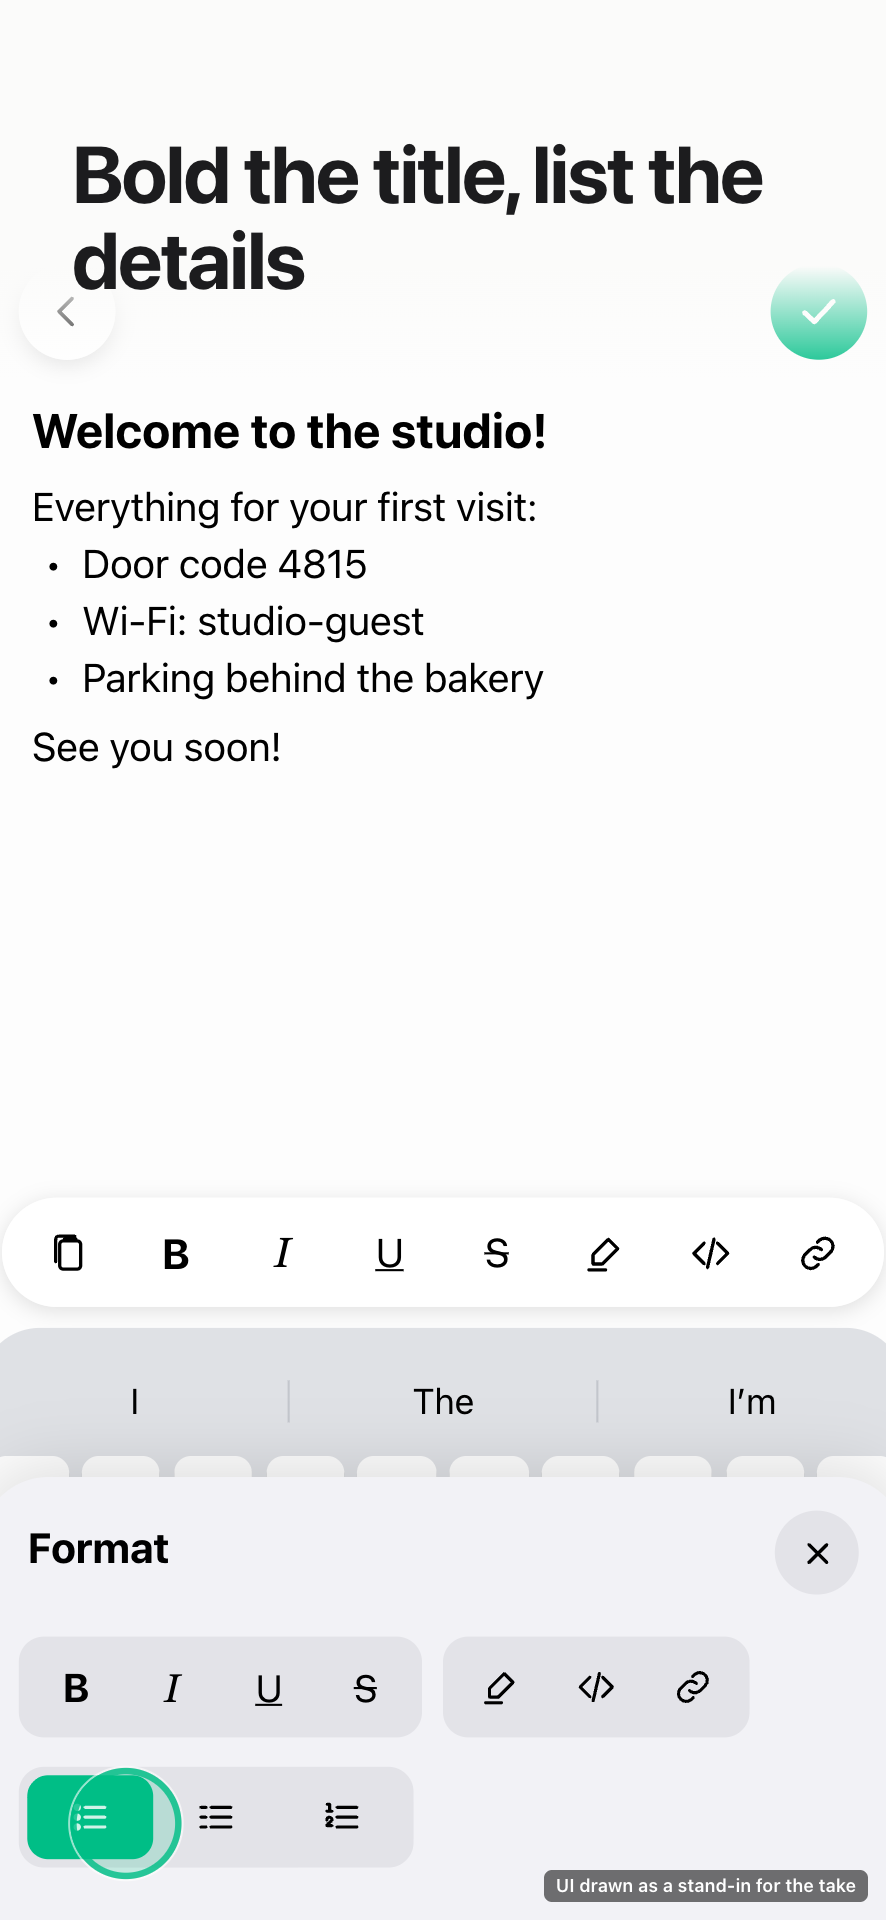 Bold the title, list the
details
Welcome to the studio!
Everything for your first visit:
• Door code 4815
• Wi-Fi: studio-guest
• Parking behind the bakery
See you soon!
B I U S
I The I'm
Format
B I U S
UI drawn as a stand-in for the take